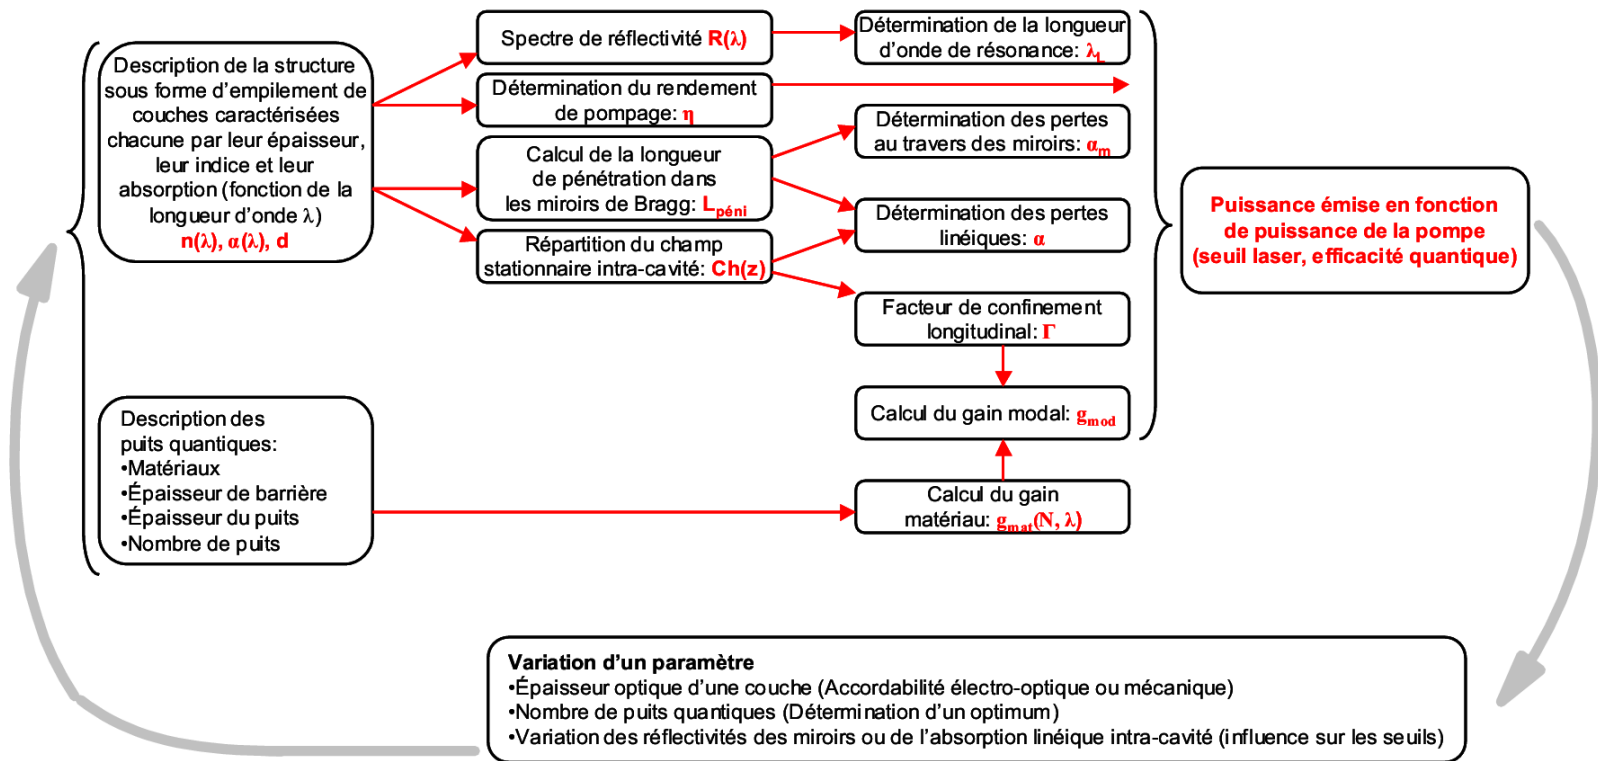 Description de la structure
sous forme d'empilement de
couches caractérisées
chacune par leur épaisseur,
leur indice et leur
absorption (fonction de la
longueur d'onde λ)
n(λ), α(λ), d
Description des
puits quantiques:
•Matériaux
•Épaisseur de barrière
•Épaisseur du puits
•Nombre de puits
Spectre de réflectivité R(λ)
Détermination du rendement
de pompage: η
Calcul de la longueur
de pénétration dans
les miroirs de Bragg: Lpéni
Répartition du champ
stationnaire intra-cavité: Ch(z)
Détermination de la longueur
d'onde de résonance: λL
Détermination des pertes
au travers des miroirs: αm
Détermination des pertes
linéiques: α
Facteur de confinement
longitudinal: Γ
Calcul du gain modal: gmod
Calcul du gain
matériau: gmat(N, λ)
Puissance émise en fonction
de puissance de la pompe
(seuil laser, efficacité quantique)
Variation d'un paramètre
•Épaisseur optique d'une couche (Accordabilité électro-optique ou mécanique)
•Nombre de puits quantiques (Détermination d'un optimum)
•Variation des réflectivités des miroirs ou de l'absorption linéique intra-cavité (influence sur les seuils)